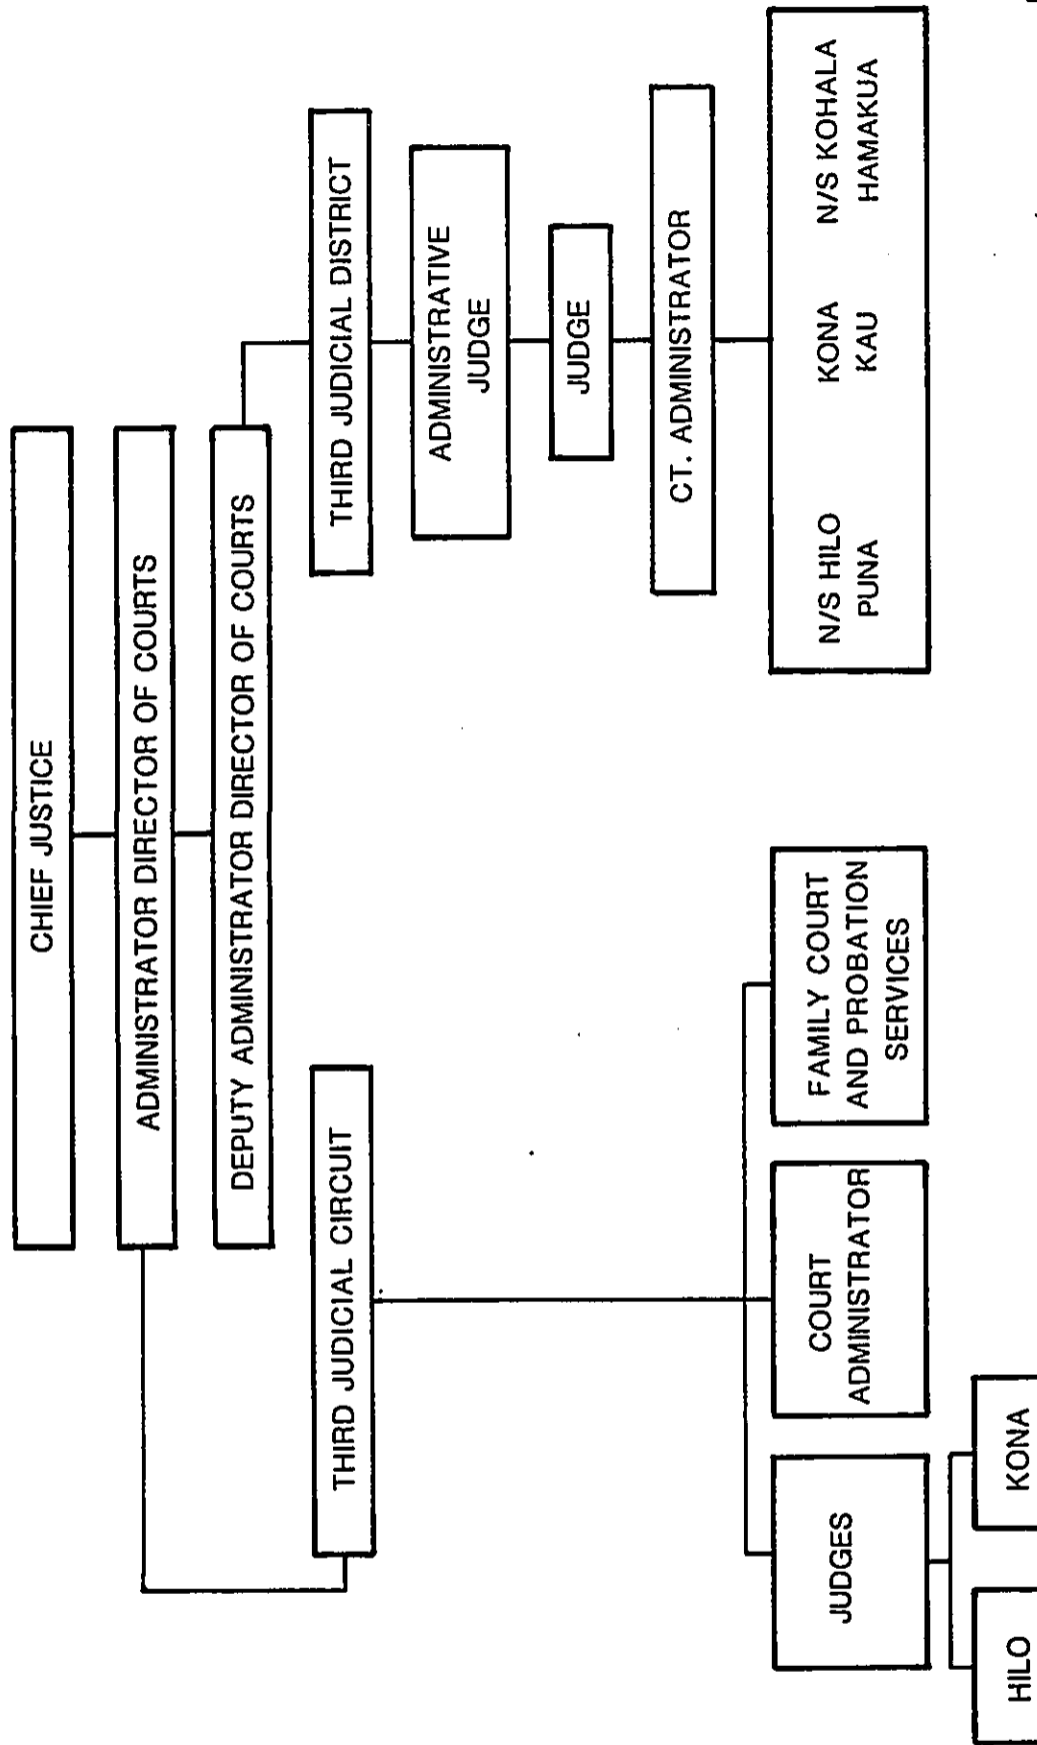 CHIEF JUSTICE
ADMINISTRATOR DIRECTOR OF COURTS
DEPUTY ADMINISTRATOR DIRECTOR OF COURTS
THIRD JUDICIAL CIRCUIT
THIRD JUDICIAL DISTRICT
ADMINISTRATIVE
JUDGE
JUDGE
CT. ADMINISTRATOR
JUDGES
COURT
ADMINISTRATOR
FAMILY COURT
AND PROBATION
SERVICES
N/S HILO
PUNA
KONA
KAU
N/S KOHALA
HAMAKUA
HILO
KONA